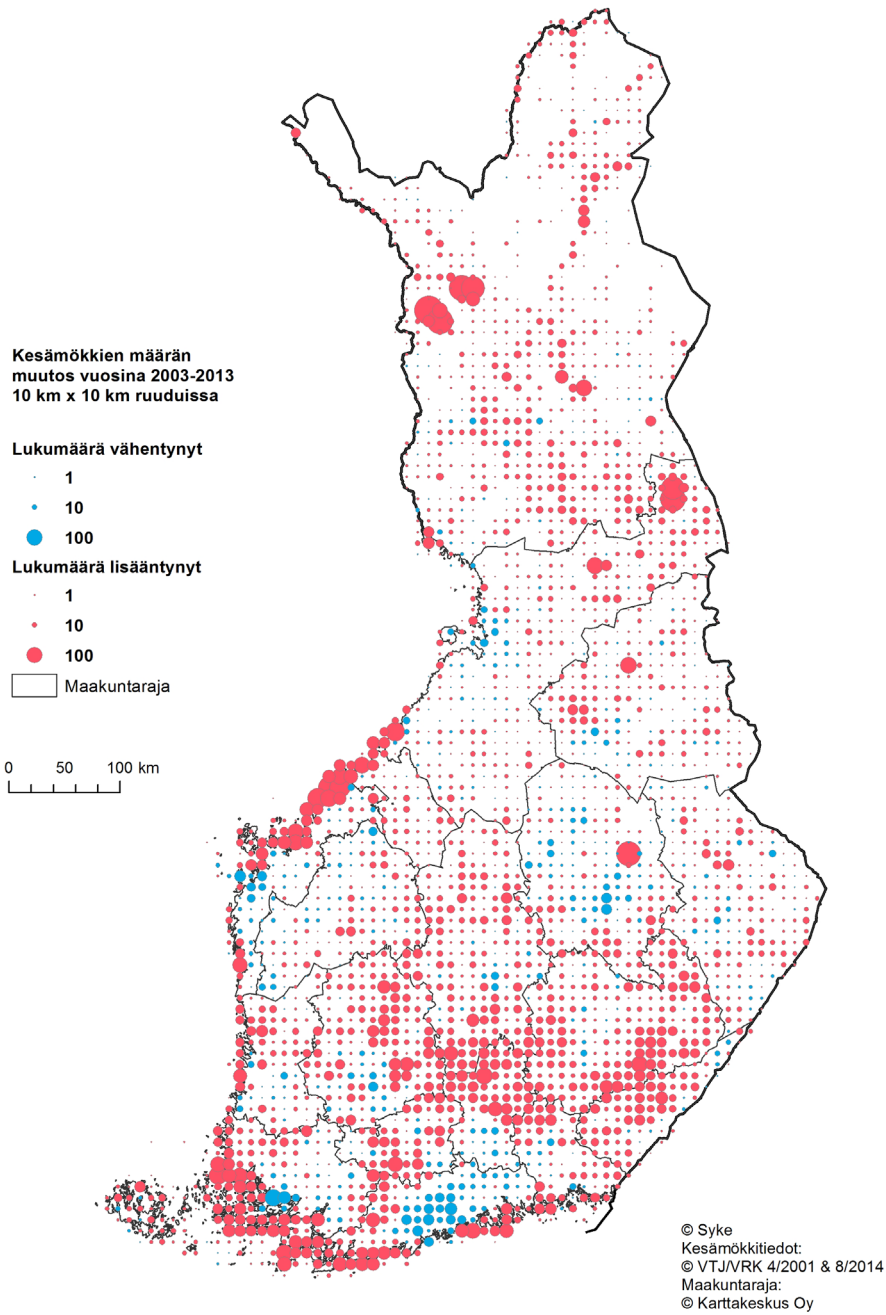 Kesämökkien määrän
muutos vuosina 2003-2013
10 km x 10 km ruuduissa
Lukumäärä vähentynyt
1
10
100
Lukumäärä lisääntynyt
1
10
100
Maakuntaraja
0 50 100 km
© Syke
Kesämökkitiedot:
© VTJ/VRK 4/2001 & 8/2014
Maakuntaraja:
© Karttakeskus Oy